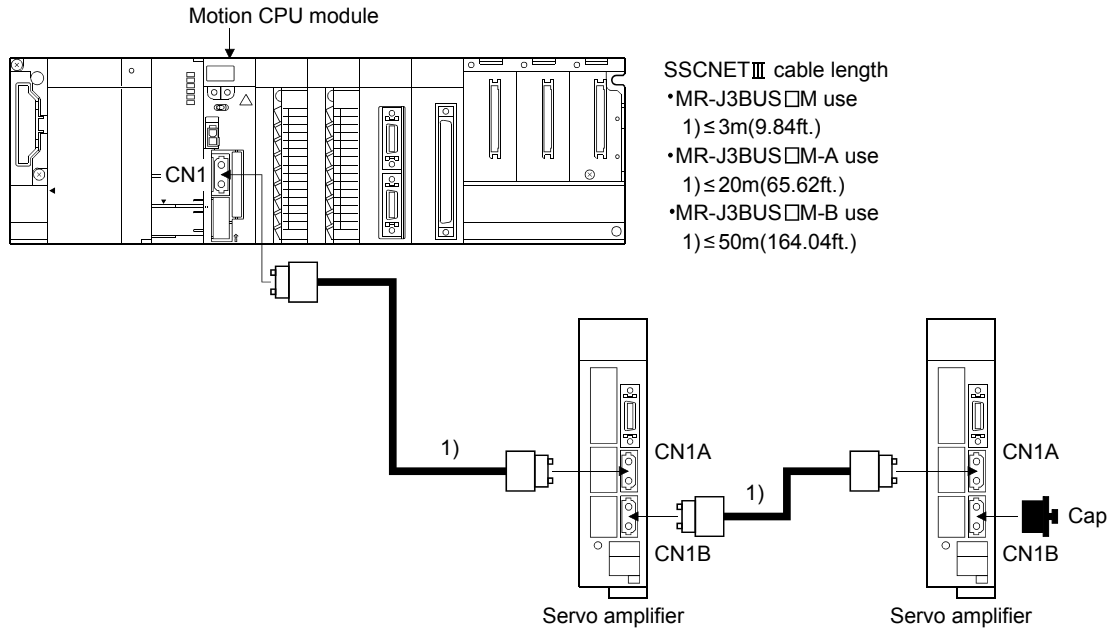 Motion CPU module
SSCNETⅢ cable length
•MR-J3BUS□M use
1)≤3m(9.84ft.)
•MR-J3BUS□M-A use
1)≤20m(65.62ft.)
•MR-J3BUS□M-B use
1)≤50m(164.04ft.)
CN1
1)
CN1A
CN1B
Servo amplifier
1)
CN1A
Cap
CN1B
Servo amplifier